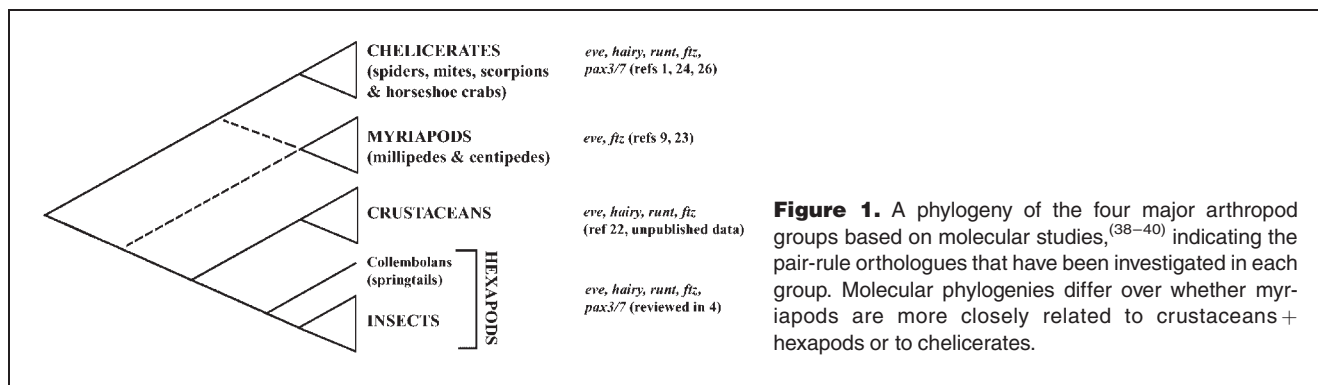 CHELICERATES
(spiders, mites, scorpions
& horseshoe crabs)
eve, hairy, runt, ftz,
pax3/7 (refs 1, 24, 26)
MYRIAPODS
(millipedes & centipedes)
eve, ftz (refs 9, 23)
CRUSTACEANS
eve, hairy, runt, ftz
(ref 22, unpublished data)
Collembolans
(springtails)
INSECTS
HEXAPODS
eve, hairy, runt, ftz,
pax3/7 (reviewed in 4)
Figure 1. A phylogeny of the four major arthropod
groups based on molecular studies,(38–40) indicating the
pair-rule orthologues that have been investigated in each
group. Molecular phylogenies differ over whether myr-
iapods are more closely related to crustaceans +
hexapods or to chelicerates.